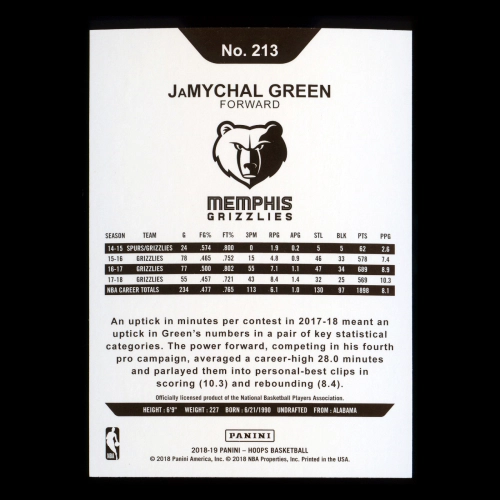 No. 213
JaMYCHAL GREEN
FORWARD
MEMPHIS
GRIZZLIES
SEASON TEAM G FG% FT% 3PM RPG APG STL BLK PTS PPG
14-15 SPURS/GRIZZLIES 24 .574 .800 0 1.9 0.2 5 5 62 2.6
15-16 GRIZZLIES 78 .465 .752 15 4.8 0.9 46 33 578 7.4
16-17 GRIZZLIES 77 .500 .802 55 7.1 1.1 47 34 689 8.9
17-18 GRIZZLIES 55 .457 .721 43 8.4 1.4 32 25 569 10.3
NBA CAREER TOTALS 234 .477 .765 113 6.1 1.0 130 97 1898 8.1
An uptick in minutes per contest in 2017-18 meant an
uptick in Green's numbers in a pair of key statistical
categories. The power forward, competing in his fourth
pro campaign, averaged a career-high 28.0 minutes
and parlayed them into personal-best clips in
scoring (10.3) and rebounding (8.4).
Officially licensed product of the National Basketball Players Association.
HEIGHT: 6'9" WEIGHT: 227 BORN: 6/21/1990 UNDRAFTED FROM: ALABAMA
PANINI
2018-19 PANINI – HOOPS BASKETBALL
© 2018 Panini America, Inc. © 2018 NBA Properties, Inc. Printed in the USA.
NBA